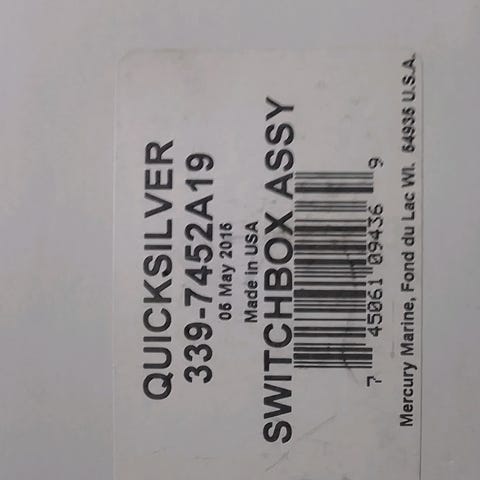 QUICKSILVER
339-7452A19
05 May 2016
Made in USA
SWITCHBOX ASSY
7 45061 09436 9
Mercury Marine, Fond du Lac WI. 54935 U.S.A.